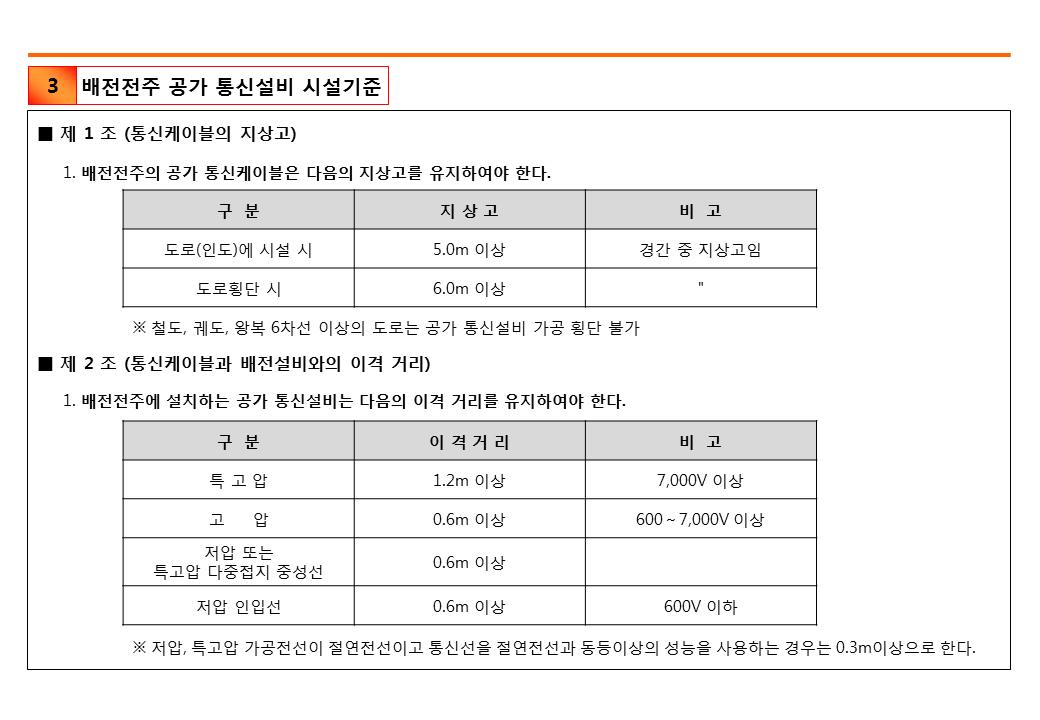 3 배전전주 공가 통신설비 시설기준
■ 제 1 조 (통신케이블의 지상고)
1. 배전전주의 공가 통신케이블은 다음의 지상고를 유지하여야 한다.
구 분 지 상 고 비 고
도로(인도)에 시설 시 5.0m 이상 경간 중 지상고임
도로횡단 시 6.0m 이상 "
※ 철도, 궤도, 왕복 6차선 이상의 도로는 공가 통신설비 가공 횡단 불가
■ 제 2 조 (통신케이블과 배전설비와의 이격 거리)
1. 배전전주에 설치하는 공가 통신설비는 다음의 이격 거리를 유지하여야 한다.
구 분 이 격 거 리 비 고
특 고 압 1.2m 이상 7,000V 이상
고 압 0.6m 이상 600 ~ 7,000V 이상
저압 또는
특고압 다중접지 중성선 0.6m 이상
저압 인입선 0.6m 이상 600V 이하
※ 저압, 특고압 가공전선이 절연전선이고 통신선을 절연전선과 동등이상의 성능을 사용하는 경우는 0.3m이상으로 한다.